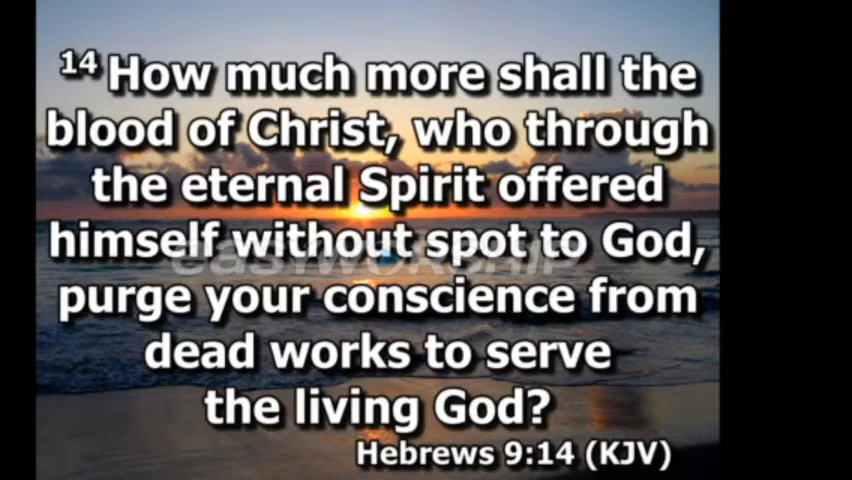 14 How much more shall the
blood of Christ, who through
the eternal Spirit offered
himself without spot to God,
easyworship
purge your conscience from
dead works to serve
the living God?
Hebrews 9:14 (KJV)